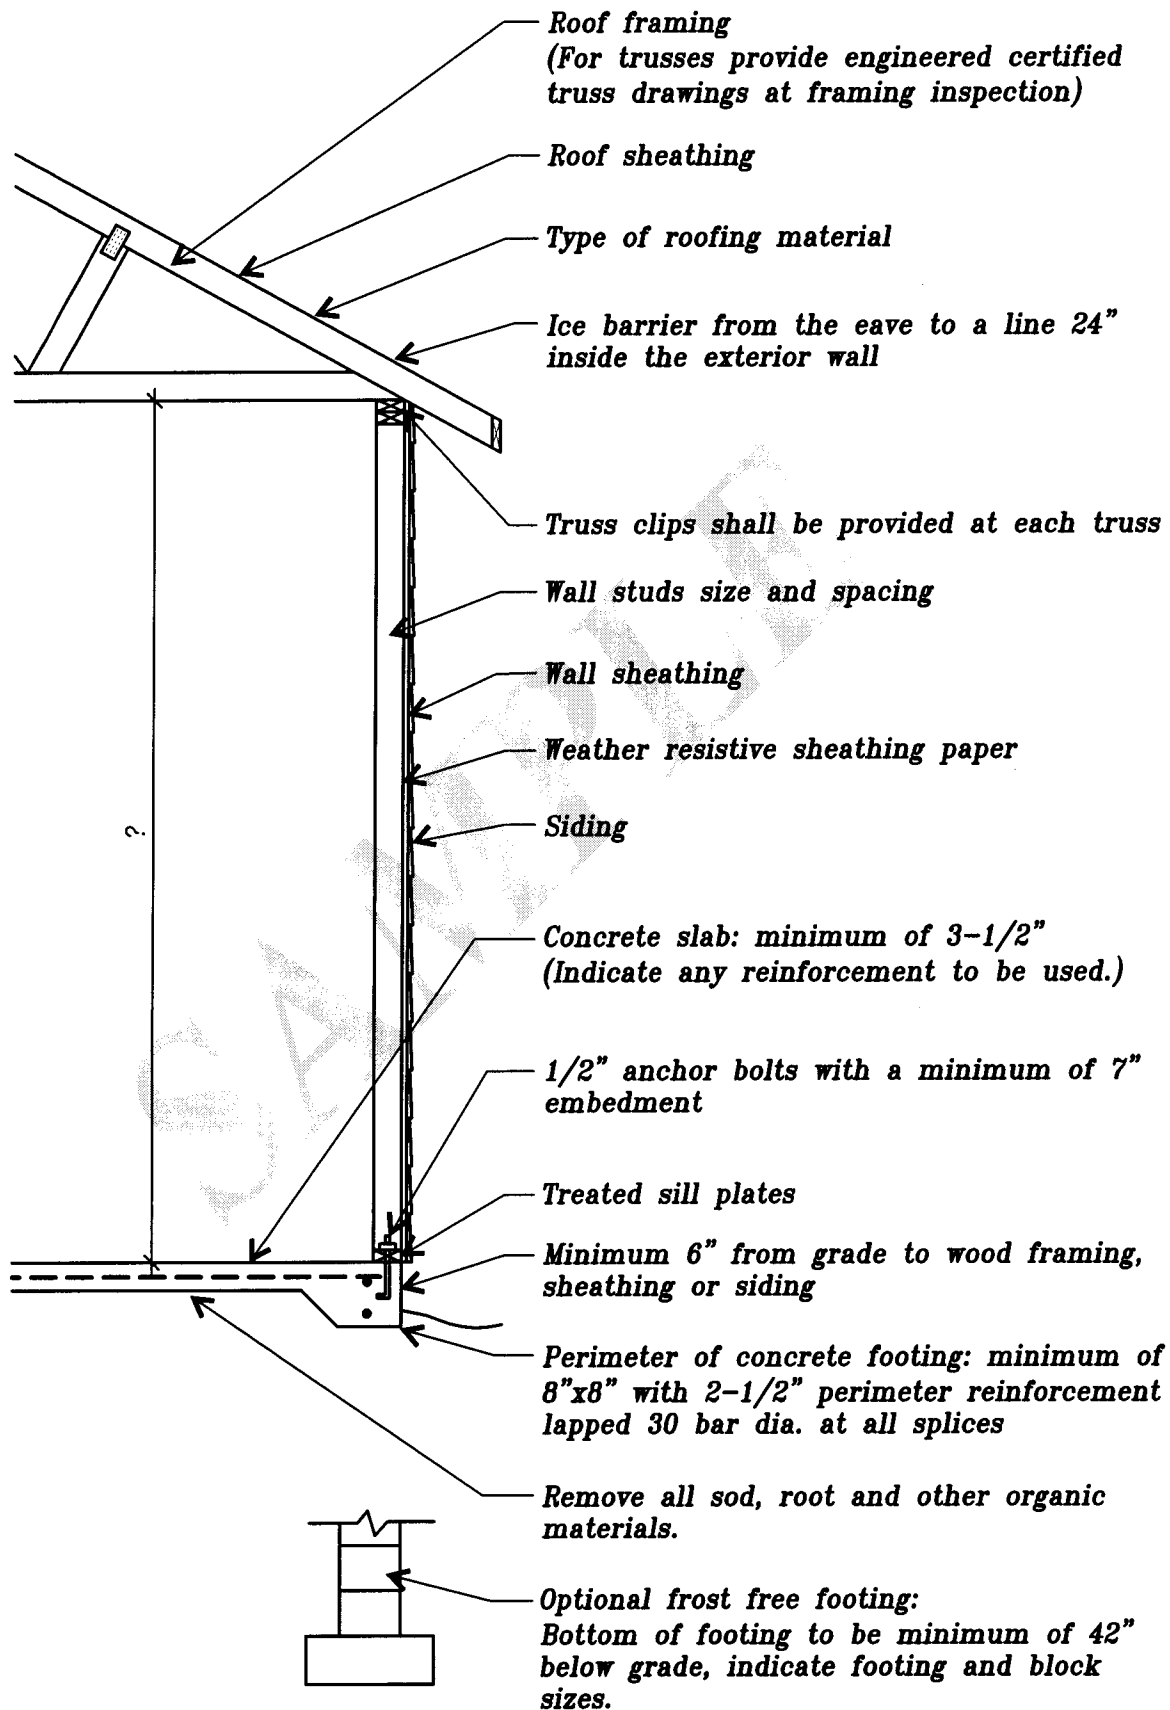 Roof framing
(For trusses provide engineered certified
truss drawings at framing inspection)
Roof sheathing
Type of roofing material
Ice barrier from the eave to a line 24"
inside the exterior wall
Truss clips shall be provided at each truss
Wall studs size and spacing
Wall sheathing
Weather resistive sheathing paper
?
Siding
SAMPLE
Concrete slab: minimum of 3-1/2"
(Indicate any reinforcement to be used.)
1/2" anchor bolts with a minimum of 7"
embedment
Treated sill plates
Minimum 6" from grade to wood framing,
sheathing or siding
Perimeter of concrete footing: minimum of
8"x8" with 2-1/2" perimeter reinforcement
lapped 30 bar dia. at all splices
Remove all sod, root and other organic
materials.
Optional frost free footing:
Bottom of footing to be minimum of 42"
below grade, indicate footing and block
sizes.